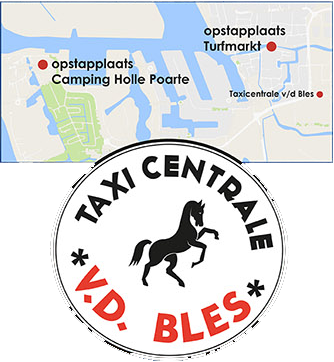 opstapplaats
Turfmarkt
opstapplaats
Camping Holle Poarte
Taxicentrale v/d Bles
TAXI CENTRALE
* V.D. BLES *